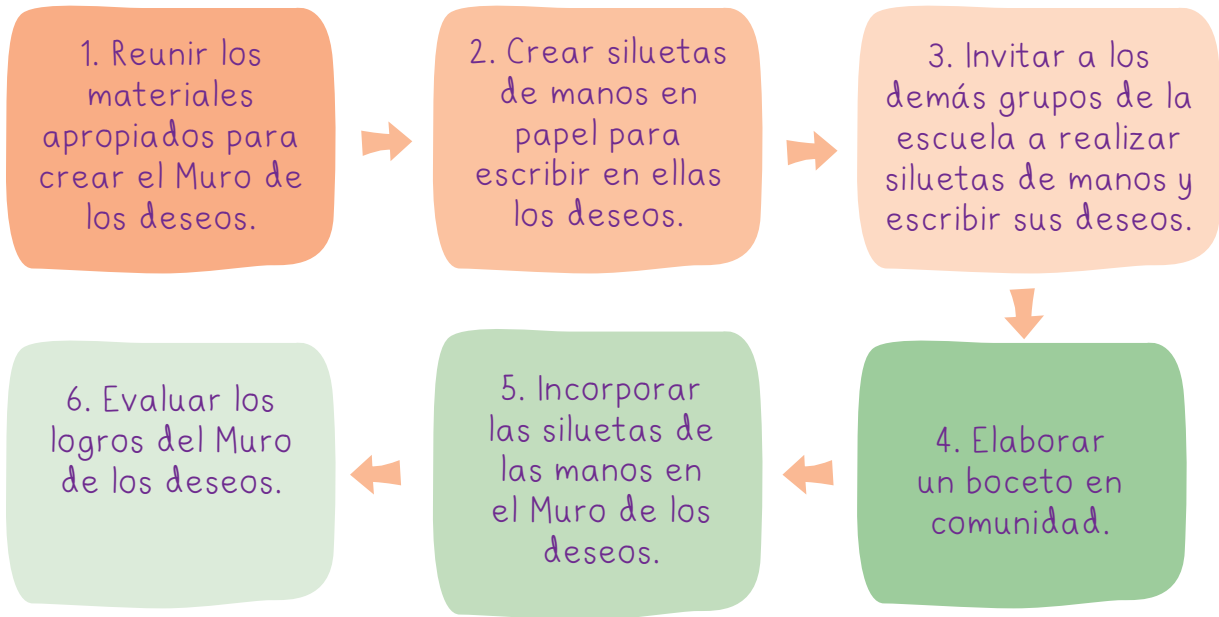 1. Reunir los
materiales
apropiados para
crear el Muro de
los deseos.
2. Crear siluetas
de manos en
papel para
escribir en ellas
los deseos.
3. Invitar a los
demás grupos de la
escuela a realizar
siluetas de manos y
escribir sus deseos.
4. Elaborar
un boceto en
comunidad.
5. Incorporar
las siluetas de
las manos en
el Muro de los
deseos.
6. Evaluar los
logros del Muro
de los deseos.